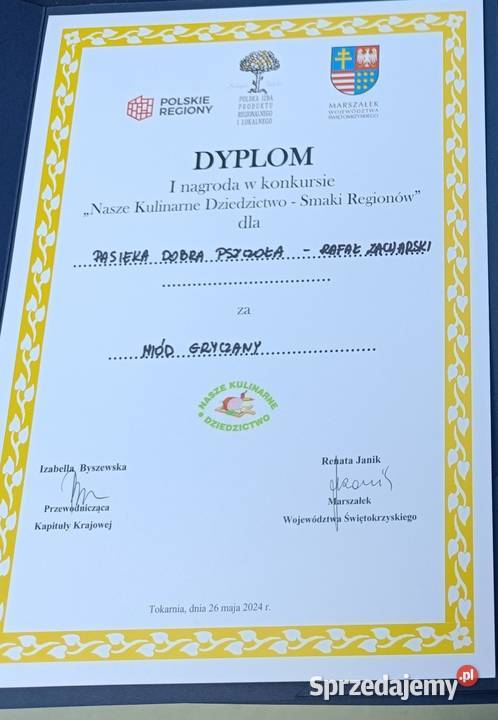 POLSKIE
REGIONY
POLSKA IZBA
PRODUKTU
REGIONALNEGO
I LOKALNEGO
MARSZAŁEK
WOJEWÓDZTWA
ŚWIĘTOKRZYSKIEGO
DYPLOM
I nagroda w konkursie
„Nasze Kulinarne Dziedzictwo - Smaki Regionów”
dla
PASIEKA DOBRA PSZCZOŁA - RAFAŁ ZACHARSKI
za
MIÓD GRYCZANY
NASZE KULINARNE
DZIEDZICTWO
Izabella Byszewska
Przewodnicząca
Kapituły Krajowej
Renata Janik
Marszałek
Województwa Świętokrzyskiego
Tokarnia, dnia 26 maja 2024 r.
Sprzedajemy.pl